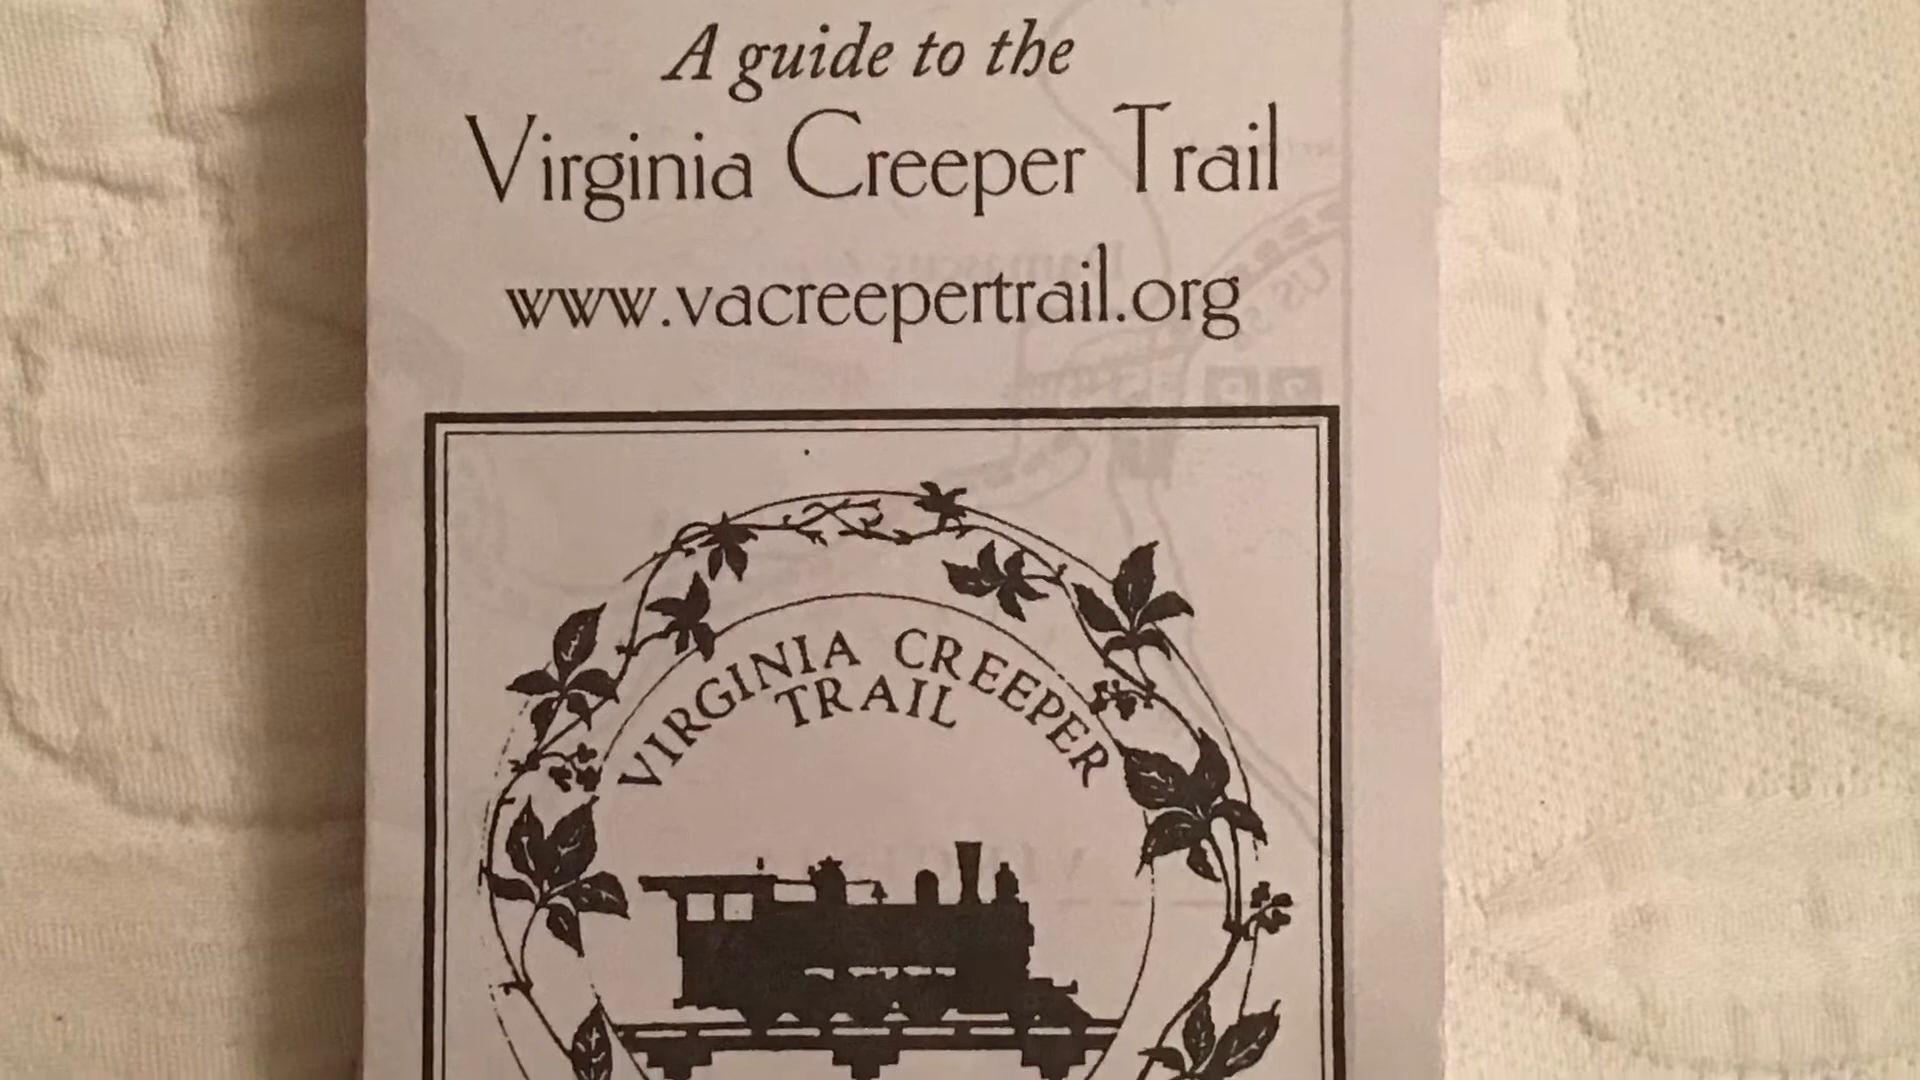 A guide to the
Virginia Creeper Trail
www.vacreepertrail.org
VIRGINIA CREEPER
TRAIL